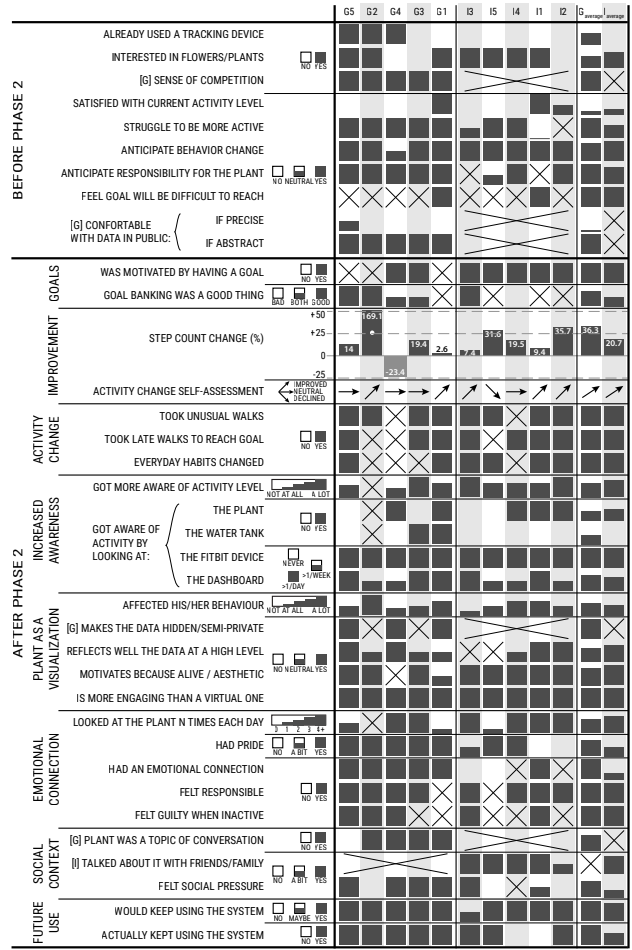 G5 G2 G4 G3 G1 I3 I5 I4 I1 I2 G average I average
BEFORE PHASE 2
ALREADY USED A TRACKING DEVICE
INTERESTED IN FLOWERS/PLANTS
NO YES
[G] SENSE OF COMPETITION
SATISFIED WITH CURRENT ACTIVITY LEVEL
STRUGGLE TO BE MORE ACTIVE
ANTICIPATE BEHAVIOR CHANGE
ANTICIPATE RESPONSIBILITY FOR THE PLANT
NO NEUTRAL YES
FEEL GOAL WILL BE DIFFICULT TO REACH
[G] CONFORTABLE
WITH DATA IN PUBLIC:
IF PRECISE
IF ABSTRACT
AFTER PHASE 2
GOALS
WAS MOTIVATED BY HAVING A GOAL
NO YES
GOAL BANKING WAS A GOOD THING
BAD BOTH GOOD
IMPROVEMENT
STEP COUNT CHANGE (%)
+50
+25
0
-25
14 169.1 -23.4 19.4 2.6 7.4 31.6 19.5 9.4 35.7 36.3 20.7
ACTIVITY CHANGE SELF-ASSESSMENT
IMPROVED
NEUTRAL
DECLINED
ACTIVITY
CHANGE
TOOK UNUSUAL WALKS
TOOK LATE WALKS TO REACH GOAL
NO YES
EVERYDAY HABITS CHANGED
INCREASED
AWARENESS
GOT MORE AWARE OF ACTIVITY LEVEL
NOT AT ALL A LOT
GOT AWARE OF
ACTIVITY BY
LOOKING AT:
THE PLANT
NO YES
THE WATER TANK
THE FITBIT DEVICE
NEVER
>1/WEEK
>1/DAY
THE DASHBOARD
PLANT AS A
VISUALIZATION
AFFECTED HIS/HER BEHAVIOUR
NOT AT ALL A LOT
[G] MAKES THE DATA HIDDEN/SEMI-PRIVATE
REFLECTS WELL THE DATA AT A HIGH LEVEL
NO NEUTRAL YES
MOTIVATES BECAUSE ALIVE / AESTHETIC
IS MORE ENGAGING THAN A VIRTUAL ONE
EMOTIONAL
CONNECTION
LOOKED AT THE PLANT N TIMES EACH DAY
0 1 2 3 4+
HAD PRIDE
NO A BIT YES
HAD AN EMOTIONAL CONNECTION
FELT RESPONSIBLE
NO YES
FELT GUILTY WHEN INACTIVE
SOCIAL
CONTEXT
[G] PLANT WAS A TOPIC OF CONVERSATION
NO YES
[I] TALKED ABOUT IT WITH FRIENDS/FAMILY
NO A BIT YES
FELT SOCIAL PRESSURE
FUTURE
USE
WOULD KEEP USING THE SYSTEM
NO MAYBE YES
ACTUALLY KEPT USING THE SYSTEM
NO YES